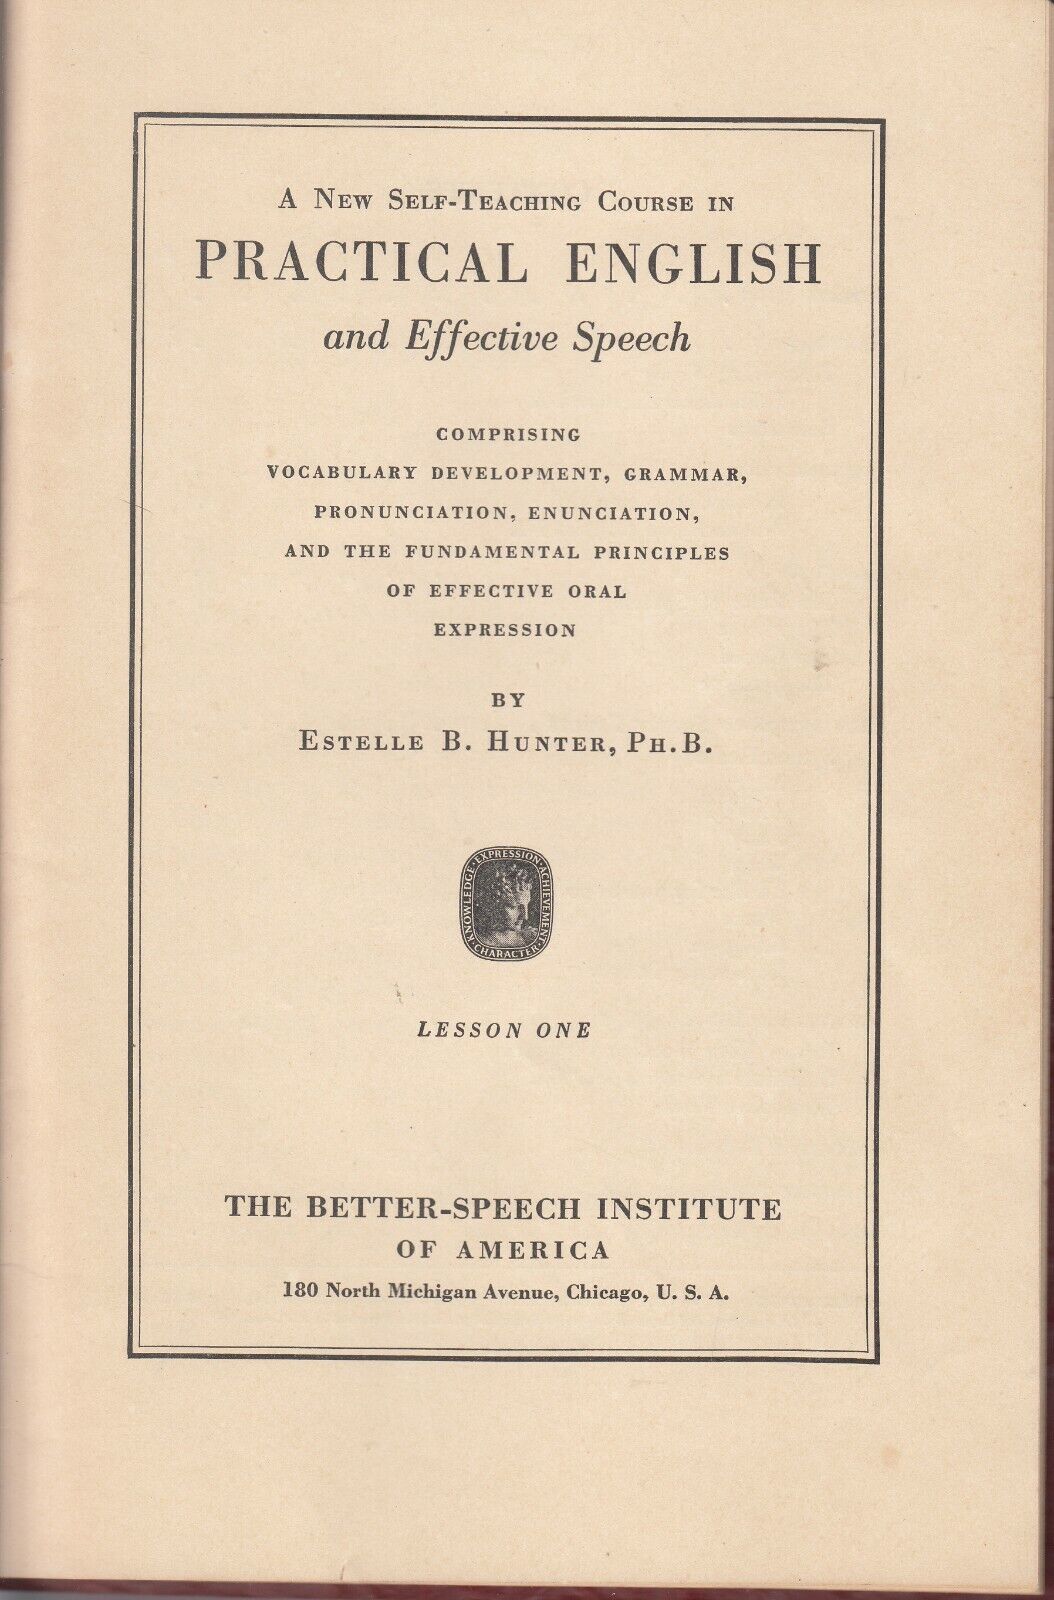 A New Self-Teaching Course in
PRACTICAL ENGLISH
and Effective Speech
COMPRISING
VOCABULARY DEVELOPMENT, GRAMMAR,
PRONUNCIATION, ENUNCIATION,
AND THE FUNDAMENTAL PRINCIPLES
OF EFFECTIVE ORAL
EXPRESSION
BY
Estelle B. Hunter, Ph.B.
KNOWLEDGE · EXPRESSION · ACHIEVEMENT · CHARACTER ·
LESSON ONE
THE BETTER-SPEECH INSTITUTE
OF AMERICA
180 North Michigan Avenue, Chicago, U. S. A.